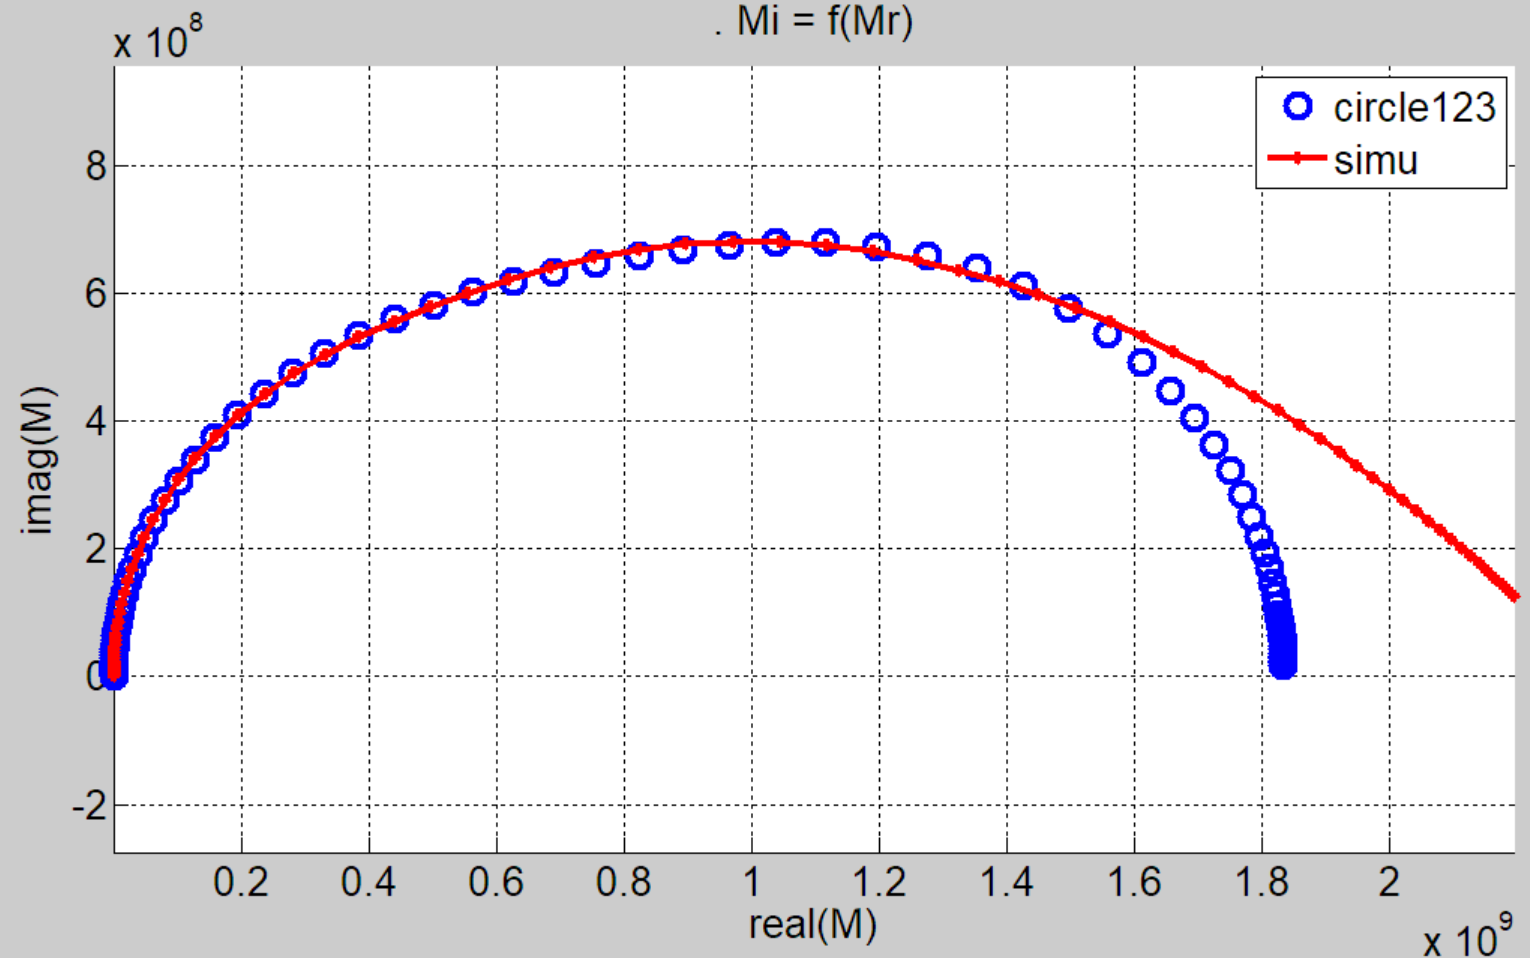 . Mi = f(Mr)
x 10^8
circle123
simu
8
6
4
2
0
-2
imag(M)
0.2 0.4 0.6 0.8 1 1.2 1.4 1.6 1.8 2
real(M)
x 10^9